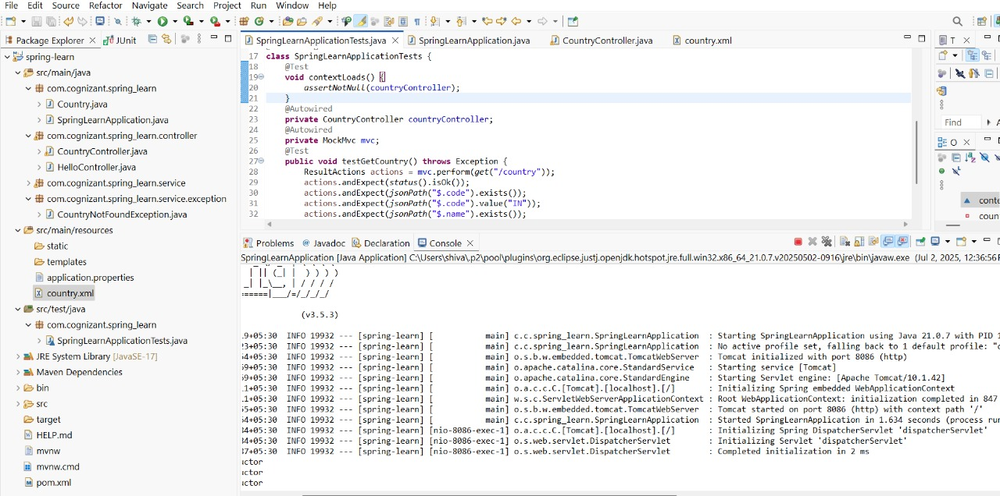 File Edit Source Refactor Navigate Search Project Run Window Help
Package Explorer
JUnit
spring-learn
src/main/java
com.cognizant.spring_learn
Country.java
SpringLearnApplication.java
com.cognizant.spring_learn.controller
CountryController.java
HelloController.java
com.cognizant.spring_learn.service
com.cognizant.spring_learn.service.exception
CountryNotFoundException.java
src/main/resources
static
templates
application.properties
country.xml
src/test/java
com.cognizant.spring_learn
SpringLearnApplicationTests.java
JRE System Library [JavaSE-17]
Maven Dependencies
bin
src
target
HELP.md
mvnw
mvnw.cmd
pom.xml
SpringLearnApplicationTests.java SpringLearnApplication.java CountryController.java country.xml
17 class SpringLearnApplicationTests {
18 @Test
19 void contextLoads() {
20 assertNotNull(countryController);
21 }
22 @Autowired
23 private CountryController countryController;
24 @Autowired
25 private MockMvc mvc;
26 @Test
27 public void testGetCountry() throws Exception {
28 ResultActions actions = mvc.perform(get("/country"));
29 actions.andExpect(status().isOk());
30 actions.andExpect(jsonPath("$.code").exists());
31 actions.andExpect(jsonPath("$.code").value("IN"));
32 actions.andExpect(jsonPath("$.name").exists());
T
Find
A
O
conte
coun
Problems @ Javadoc Declaration Console
SpringLearnApplication [Java Application] C:\Users\shiva\.p2\pool\plugins\org.eclipse.justj.openjdk.hotspot.jre.full.win32.x86_64_21.0.7.v20250502-0916\jre\bin\javaw.exe (Jul 2, 2025, 12:36:56
| || (_| | ) ) ) )
_| |_\__, | / / / /
======|___/=/_/_/_/
(v3.5.3)
19+05:30 INFO 19932 --- [spring-learn] [ main] c.c.spring_learn.SpringLearnApplication : Starting SpringLearnApplication using Java 21.0.7 with PID 1
23+05:30 INFO 19932 --- [spring-learn] [ main] c.c.spring_learn.SpringLearnApplication : No active profile set, falling back to 1 default profile: "d
54+05:30 INFO 19932 --- [spring-learn] [ main] o.s.b.w.embedded.tomcat.TomcatWebServer : Tomcat initialized with port 8086 (http)
59+05:30 INFO 19932 --- [spring-learn] [ main] o.apache.catalina.core.StandardService : Starting service [Tomcat]
59+05:30 INFO 19932 --- [spring-learn] [ main] o.apache.catalina.core.StandardEngine : Starting Servlet engine: [Apache Tomcat/10.1.42]
11+05:30 INFO 19932 --- [spring-learn] [ main] o.a.c.c.C.[Tomcat].[localhost].[/] : Initializing Spring embedded WebApplicationContext
11+05:30 INFO 19932 --- [spring-learn] [ main] w.s.c.ServletWebServerApplicationContext : Root WebApplicationContext: initialization completed in 847
55+05:30 INFO 19932 --- [spring-learn] [ main] o.s.b.w.embedded.tomcat.TomcatWebServer : Tomcat started on port 8086 (http) with context path '/'
54+05:30 INFO 19932 --- [spring-learn] [ main] c.c.spring_learn.SpringLearnApplication : Started SpringLearnApplication in 1.634 seconds (process run
34+05:30 INFO 19932 --- [spring-learn] [nio-8086-exec-1] o.a.c.c.C.[Tomcat].[localhost].[/] : Initializing Spring DispatcherServlet 'dispatcherServlet'
34+05:30 INFO 19932 --- [spring-learn] [nio-8086-exec-1] o.s.web.servlet.DispatcherServlet : Initializing Servlet 'dispatcherServlet'
37+05:30 INFO 19932 --- [spring-learn] [nio-8086-exec-1] o.s.web.servlet.DispatcherServlet : Completed initialization in 2 ms
uctor
uctor
uctor